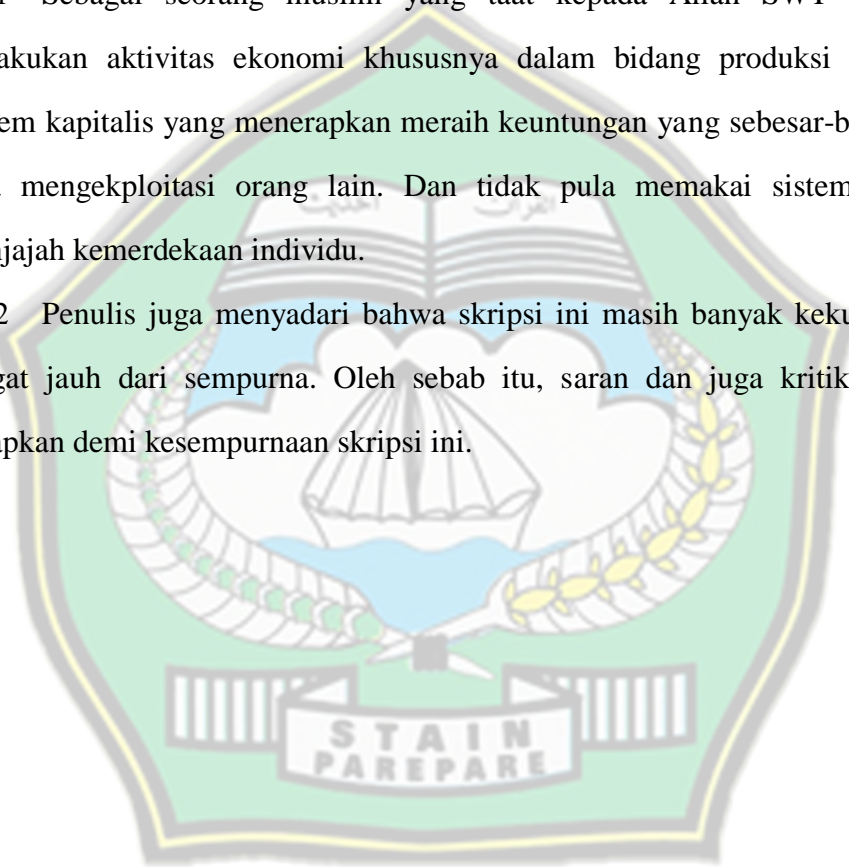 Sebagai seorang muslim yang taat kepada Allah SWT
akukan aktivitas ekonomi khususnya dalam bidang produksi
em kapitalis yang menerapkan meraih keuntungan yang sebesar-b
mengekploitasi orang lain. Dan tidak pula memakai sistem
jajah kemerdekaan individu.
2 Penulis juga menyadari bahwa skripsi ini masih banyak keku
gat jauh dari sempurna. Oleh sebab itu, saran dan juga kritik
apkan demi kesempurnaan skripsi ini.
STAIN
PAREPARE